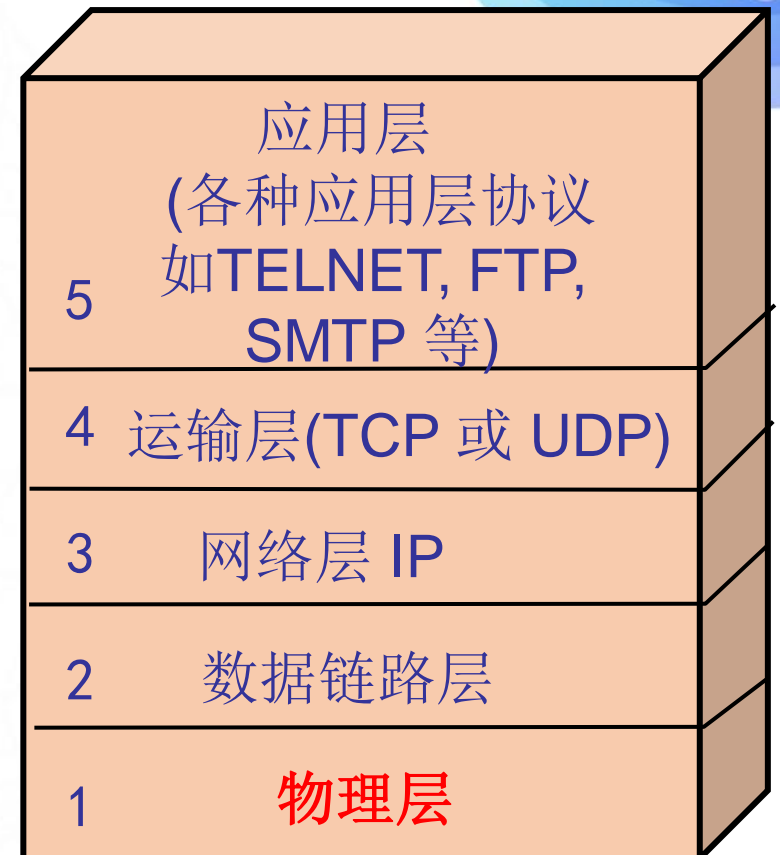 应用层
(各种应用层协议
如TELNET, FTP,
5
SMTP 等)
4 运输层(TCP 或 UDP)
3 网络层 IP
2 数据链路层
1 物理层